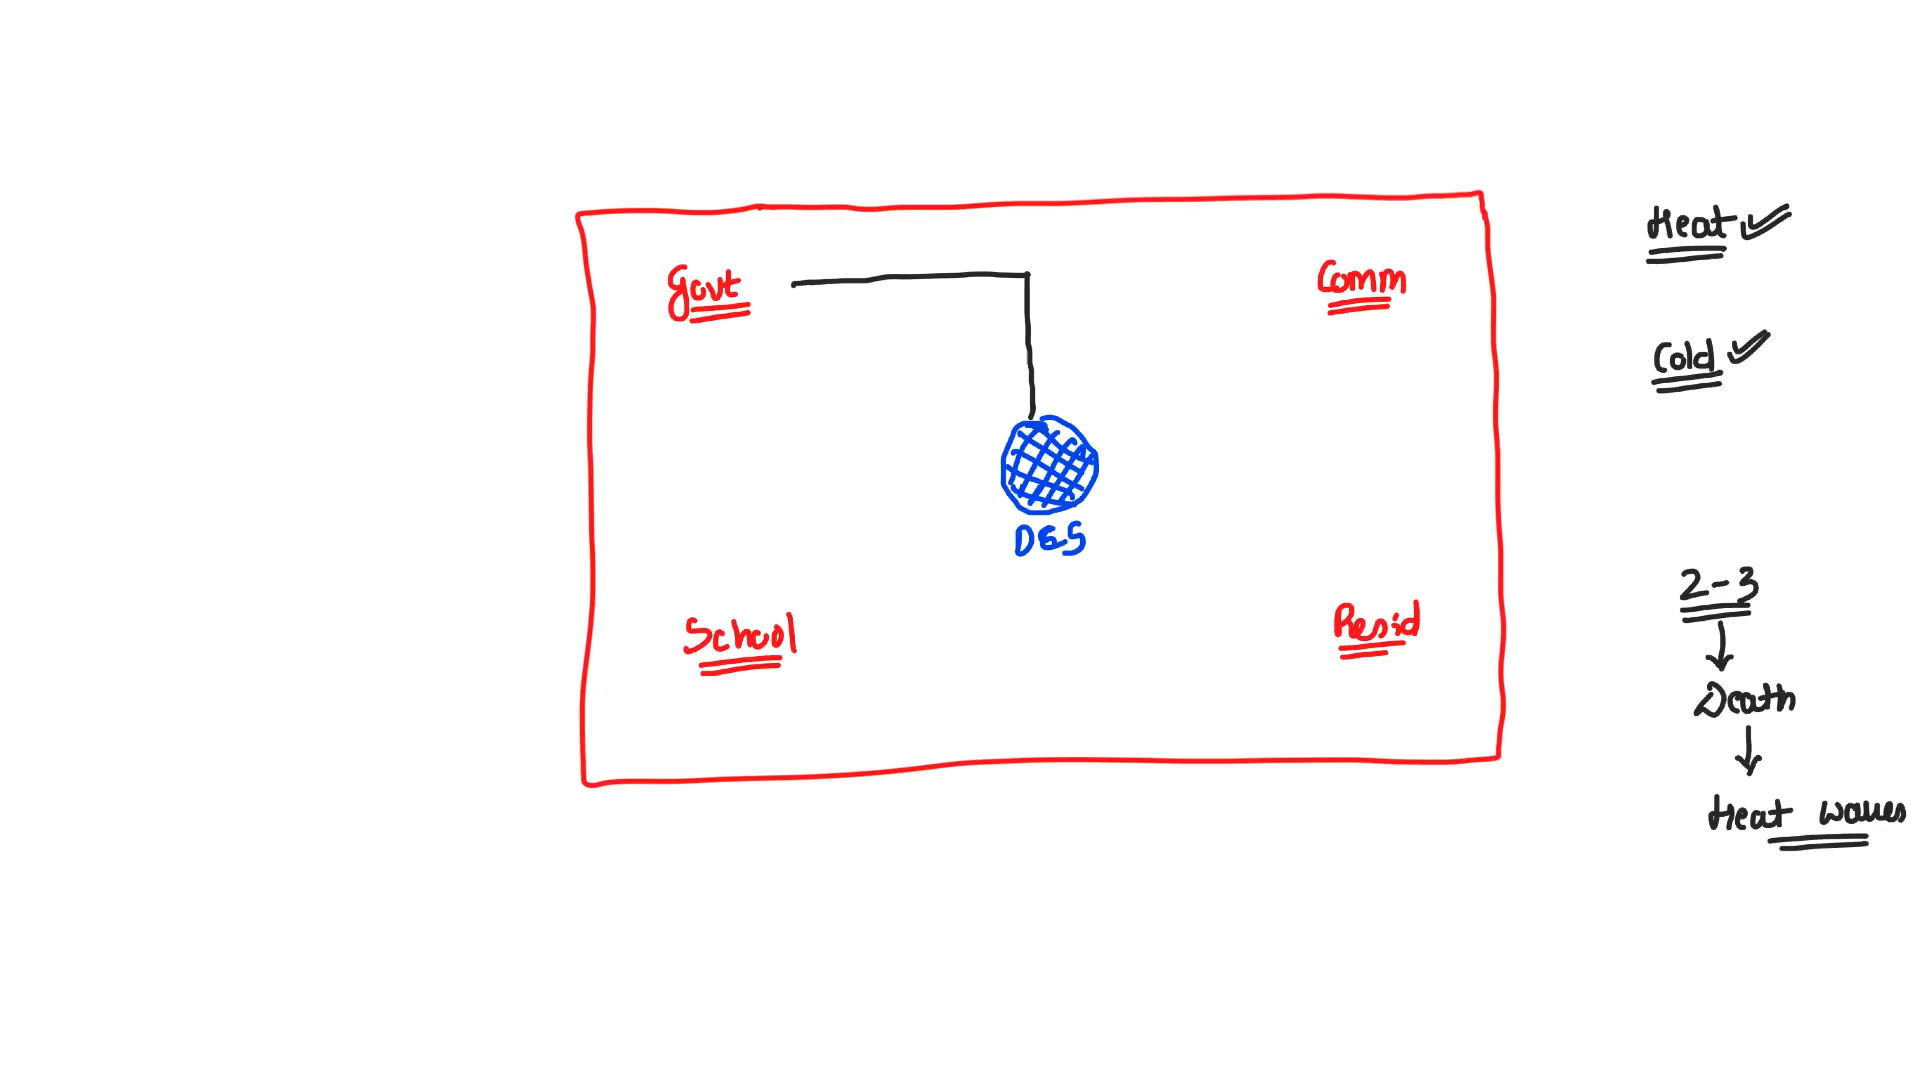 Govt
Comm
DES
School
Resid
Heat
Cold
2-3
Death
Heat waves